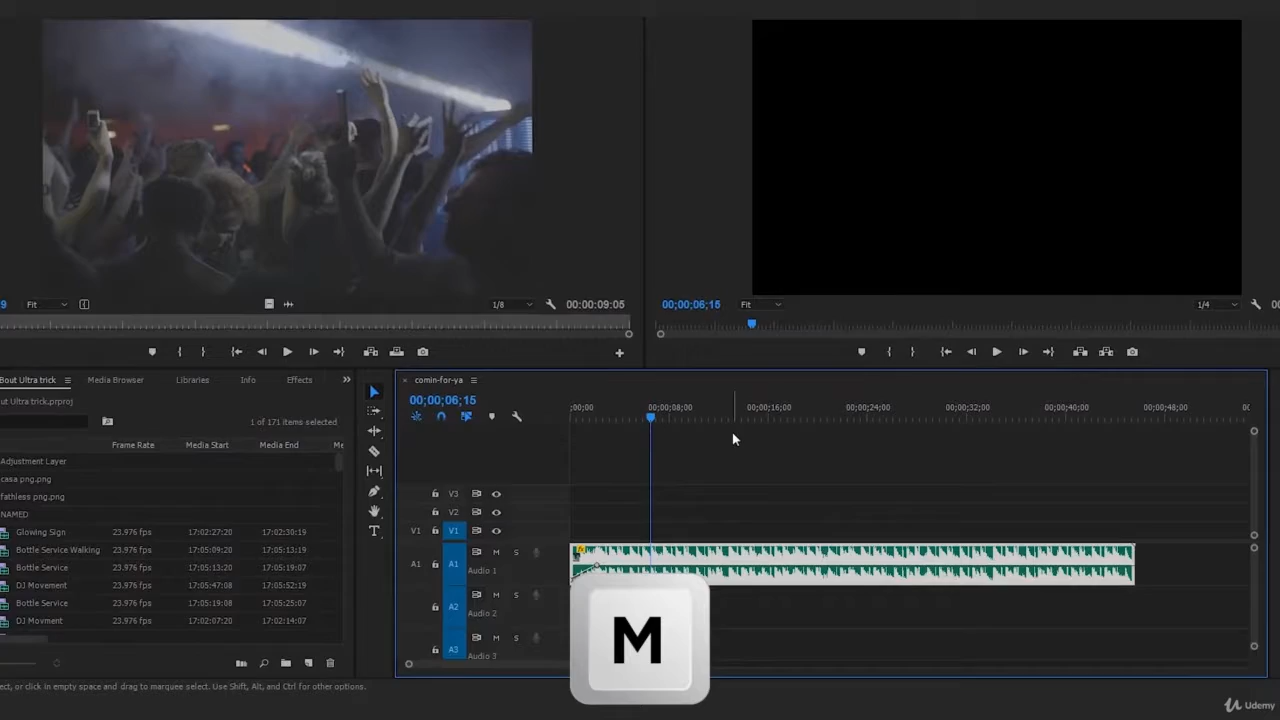 9
Fit
1/8
00:00:09:05
00;00;06;15
Fit
1/4
00
Bout Ultra trick
Media Browser
Libraries
Info
Effects
ut Ultra trick.prproj
1 of 171 items selected
Frame Rate
Media Start
Media End
Me
Adjustment Layer
casa png.png
fathless png.png
NAMED
Glowing Sign
23.976 fps
17:02:27:20
17:02:30:19
Bottle Service Walking
23.976 fps
17:05:09:20
17:05:13:19
Bottle Service
23.976 fps
17:05:13:20
17:05:19:07
DJ Movement
23.976 fps
17:05:47:08
17:05:52:19
Bottle Service
23.976 fps
17:05:19:08
17:05:25:07
DJ Movment
23.976 fps
17:02:07:20
17:02:14:07
comin-for-ya
00;00;06;15
;00;00
00;00;08;00
00;00;16;00
00;00;24;00
00;00;32;00
00;00;40;00
00;00;48;00
00
V3
V2
V1
V1
A1
A1
M
S
Audio 1
A2
M
S
Audio 2
A3
M
S
Audio 3
fx
T
M
ect, or click in empty space and drag to marquee select. Use Shift, Alt, and Ctrl for other options.
Udemy